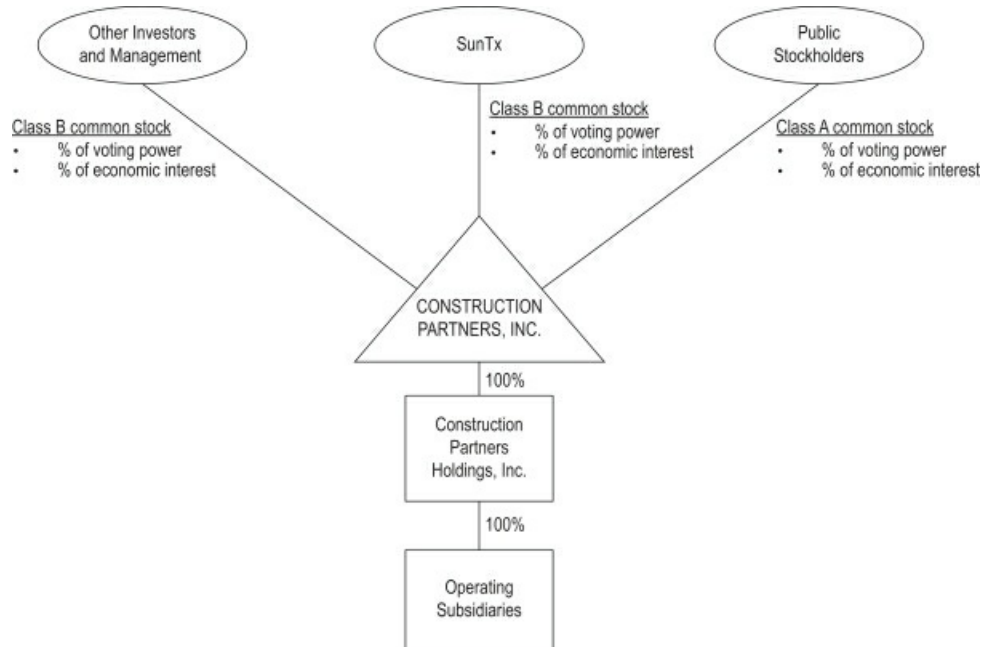 Other Investors
and Management
SunTx
Public
Stockholders
Class B common stock
• % of voting power
• % of economic interest
Class B common stock
• % of voting power
• % of economic interest
Class A common stock
• % of voting power
• % of economic interest
CONSTRUCTION
PARTNERS, INC.
100%
Construction
Partners
Holdings, Inc.
100%
Operating
Subsidiaries